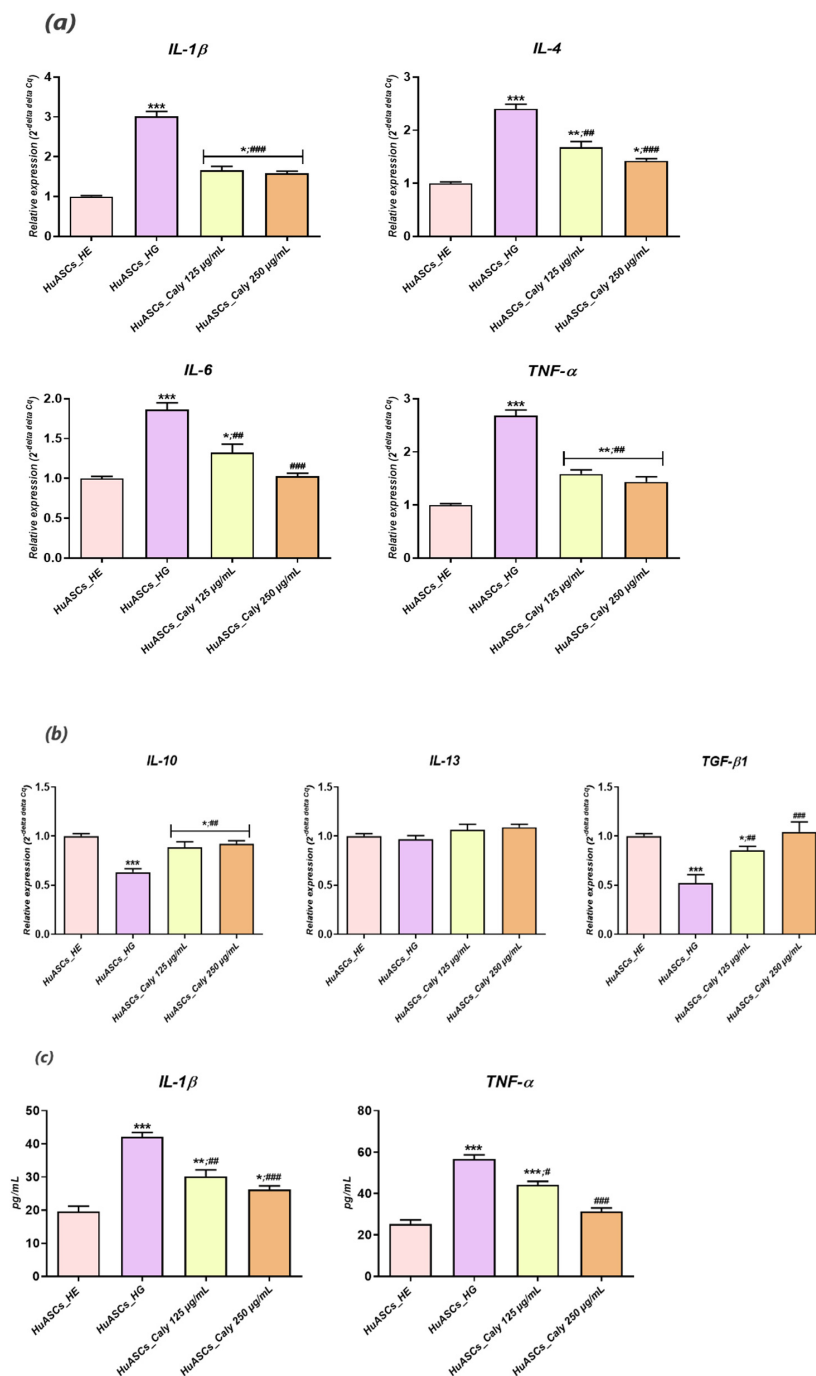 (a)
IL-1β
Relative expression (2^-delta delta Cq)
4
3
2
1
0
***
*;###
HuASCs_HE
HuASCs_HG
HuASCs_Caly 125 µg/mL
HuASCs_Caly 250 µg/mL
IL-4
Relative expression (2^-delta delta Cq)
3
2
1
0
***
**;##
*;###
HuASCs_HE
HuASCs_HG
HuASCs_Caly 125 µg/mL
HuASCs_Caly 250 µg/mL
IL-6
Relative expression (2^-delta delta Cq)
2.0
1.5
1.0
0.5
0.0
***
*;##
###
HuASCs_HE
HuASCs_HG
HuASCs_Caly 125 µg/mL
HuASCs_Caly 250 µg/mL
TNF-α
Relative expression (2^-delta delta Cq)
3
2
1
0
***
**;##
HuASCs_HE
HuASCs_HG
HuASCs_Caly 125 µg/mL
HuASCs_Caly 250 µg/mL
(b)
IL-10
Relative expression (2^-delta delta Cq)
1.5
1.0
0.5
0.0
***
*;##
HuASCs_HE
HuASCs_HG
HuASCs_Caly 125 µg/mL
HuASCs_Caly 250 µg/mL
IL-13
Relative expression (2^-delta delta Cq)
1.5
1.0
0.5
0.0
HuASCs_HE
HuASCs_HG
HuASCs_Caly 125 µg/mL
HuASCs_Caly 250 µg/mL
TGF-β1
Relative expression (2^-delta delta Cq)
1.5
1.0
0.5
0.0
***
*;##
###
HuASCs_HE
HuASCs_HG
HuASCs_Caly 125 µg/mL
HuASCs_Caly 250 µg/mL
(c)
IL-1β
pg/mL
50
40
30
20
10
0
***
**;##
*;###
HuASCs_HE
HuASCs_HG
HuASCs_Caly 125 µg/mL
HuASCs_Caly 250 µg/mL
TNF-α
pg/mL
80
60
40
20
0
***
***;#
###
HuASCs_HE
HuASCs_HG
HuASCs_Caly 125 µg/mL
HuASCs_Caly 250 µg/mL